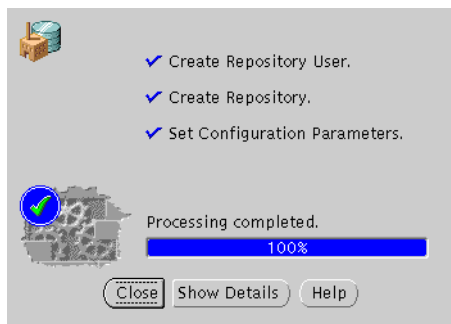 Create Repository User.
Create Repository.
Set Configuration Parameters.
Processing completed.
100%
Close Show Details Help